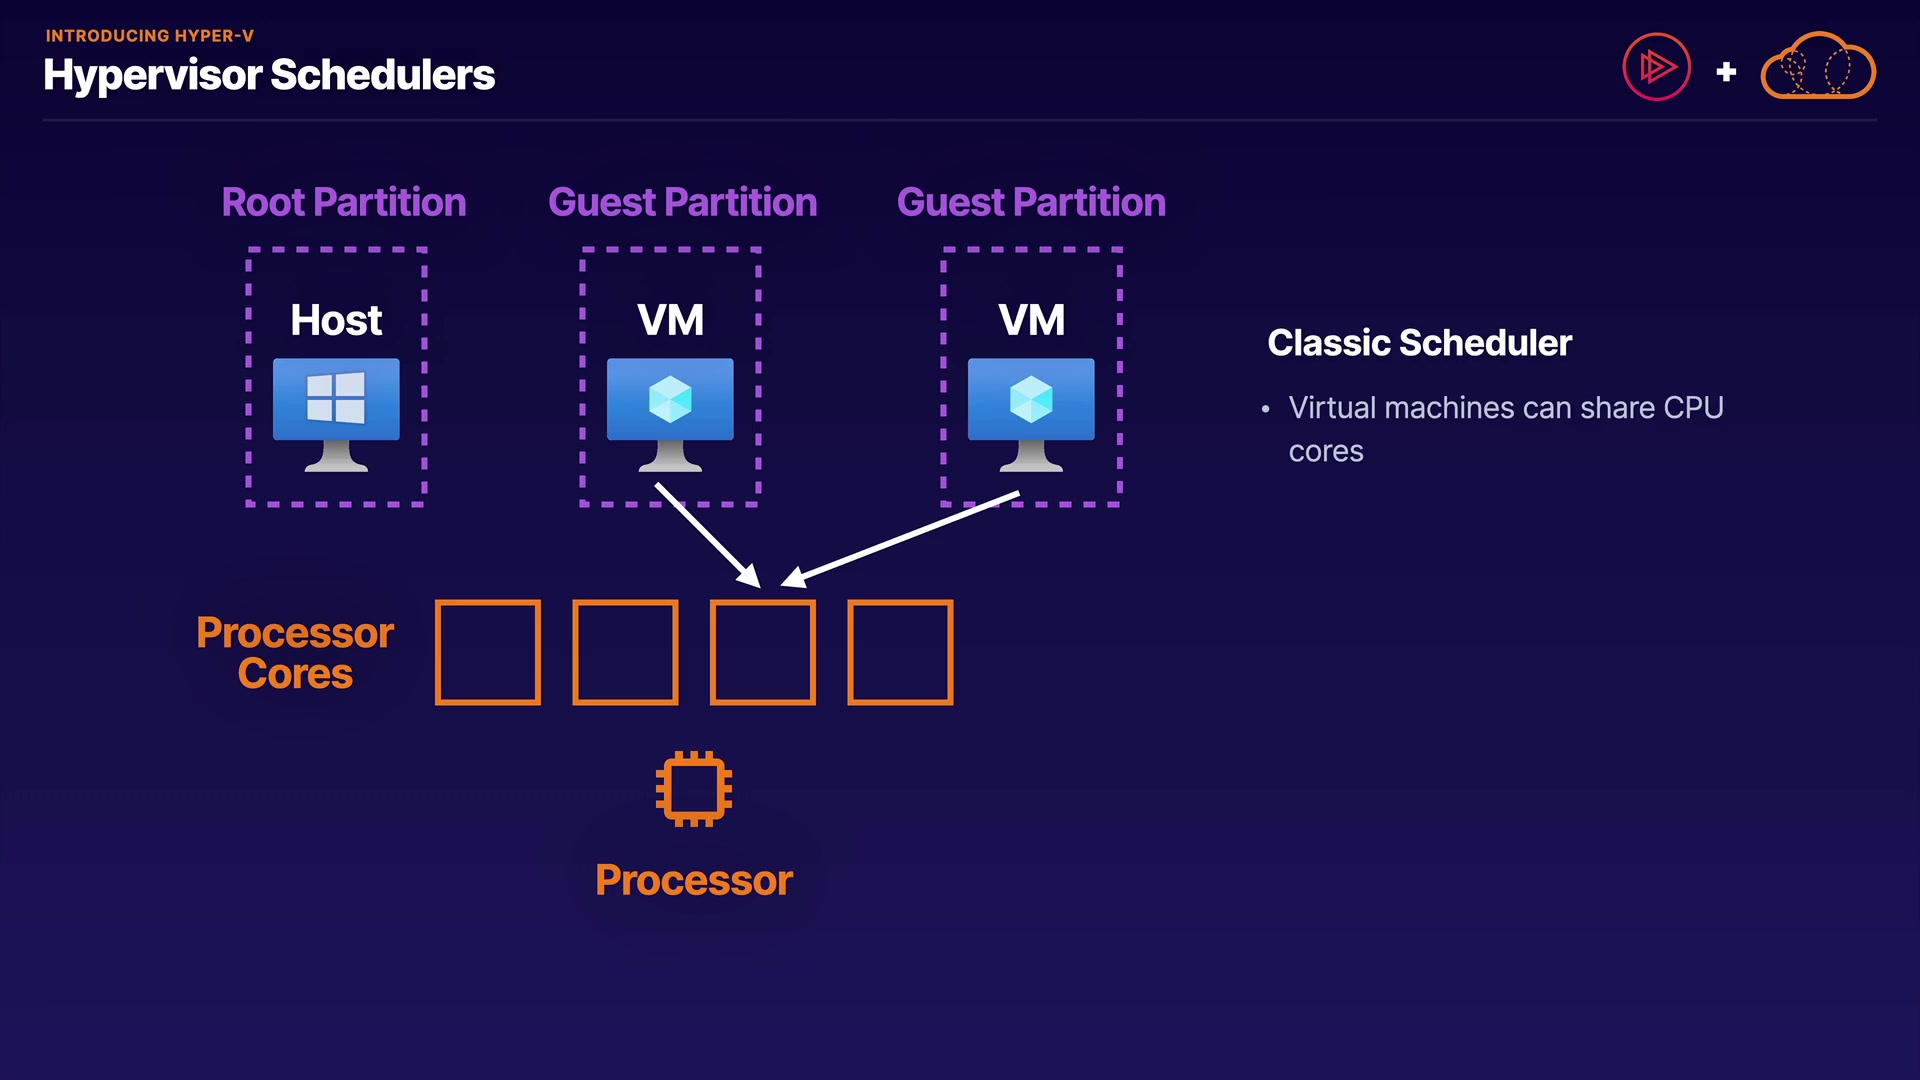 INTRODUCING HYPER-V
Hypervisor Schedulers
Root Partition
Guest Partition
Guest Partition
Host
VM
VM
Classic Scheduler
• Virtual machines can share CPU
cores
Processor
Cores
Processor